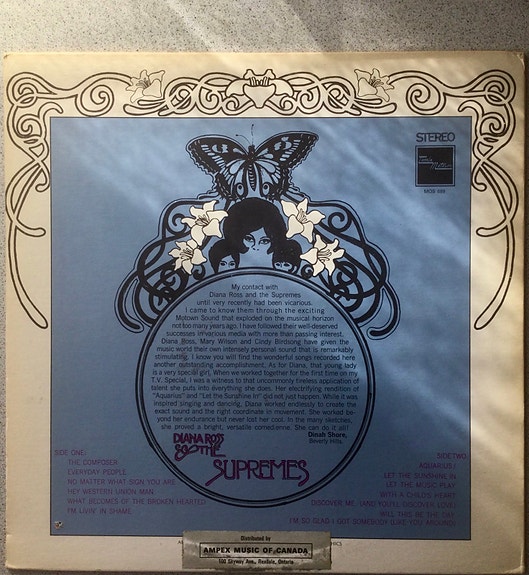 STEREO
MOS 689
My contact with
Diana Ross and the Supremes
until very recently had been vicarious.
I came to know them through the exciting
Motown Sound that exploded on the musical horizon
not too many years ago. I have followed their well-deserved
successes in various media with more than passing interest.
Diana Ross, Mary Wilson and Cindy Birdsong have given the
music world their own intensely personal sound that is remarkably
stimulating. I know you will find the wonderful songs recorded here
another outstanding accomplishment. As for Diana, that young lady
is a very special girl. When we worked together for the first time on my
T.V. Special, I was a witness to that uncommonly tireless application of
talent she puts into everything she does. Her electrifying rendition of
"Aquarius" and "Let the Sunshine In" did not just happen. While it was
inspired singing and dancing, Diana worked endlessly to create the
exact sound and the right coordinate in movement. She worked be-
yond her endurance but never lost her cool. In the many sketches,
she proved a bright, versatile comedienne. She can do it all!
Dinah Shore,
Beverly Hills.
DIANA ROSS
& THE
SUPREMES
SIDE ONE:
THE COMPOSER
EVERYDAY PEOPLE
NO MATTER WHAT SIGN YOU ARE
HEY WESTERN UNION MAN
WHAT BECOMES OF THE BROKEN HEARTED
I'M LIVIN' IN SHAME
SIDE TWO:
AQUARIUS/
LET THE SUNSHINE IN
LET THE MUSIC PLAY
WITH A CHILD'S HEART
DISCOVER ME (AND YOU'LL DISCOVER LOVE)
WILL THIS BE THE DAY
I'M SO GLAD I GOT SOMEBODY (LIKE YOU AROUND)
Distributed by
AMPEX MUSIC OF CANADA
100 Skyway Ave., Rexdale, Ontario